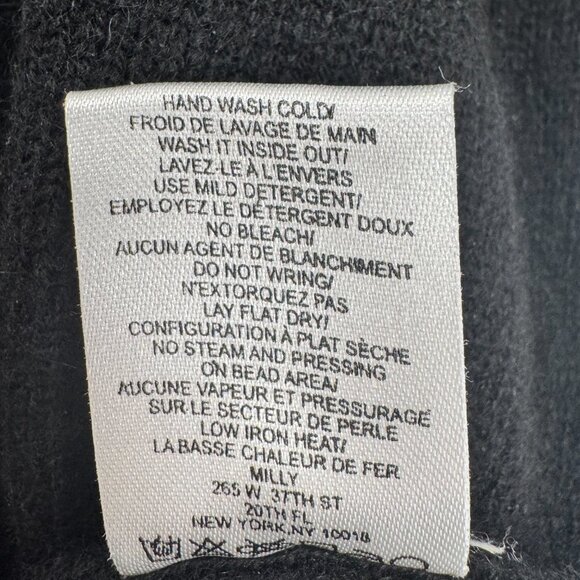 HAND WASH COLD/
FROID DE LAVAGE DE MAIN
WASH IT INSIDE OUT/
LAVEZ-LE À L'ENVERS
USE MILD DETERGENT/
EMPLOYEZ LE DÉTERGENT DOUX
NO BLEACH/
AUCUN AGENT DE BLANCHIMENT
DO NOT WRING/
N'EXTORQUEZ PAS
LAY FLAT DRY/
CONFIGURATION À PLAT SÈCHE
NO STEAM AND PRESSING
ON BEAD AREA/
AUCUNE VAPEUR ET PRESSURAGE
SUR LE SECTEUR DE PERLE
LOW IRON HEAT/
LA BASSE CHALEUR DE FER
MILLY
265 W 37TH ST
20TH FL
NEW YORK,NY 10018